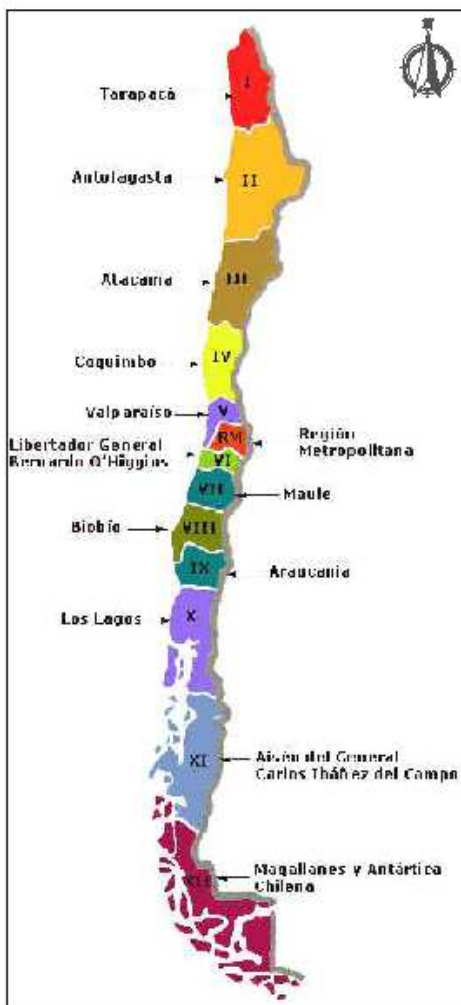 I
Tarapacá
II
Antofagasta
III
Atacama
IV
Coquimbo
V
Valparaíso
RM
Región
Metropolitana
Libertador General
Bernardo O'Higgins
VI
VII
Maule
VIII
Biobío
IX
Araucania
X
Los Lagos
XI
Aisén del General
Carlos Ibáñez del Campo
XII
Magallanes y Antártica
Chilena